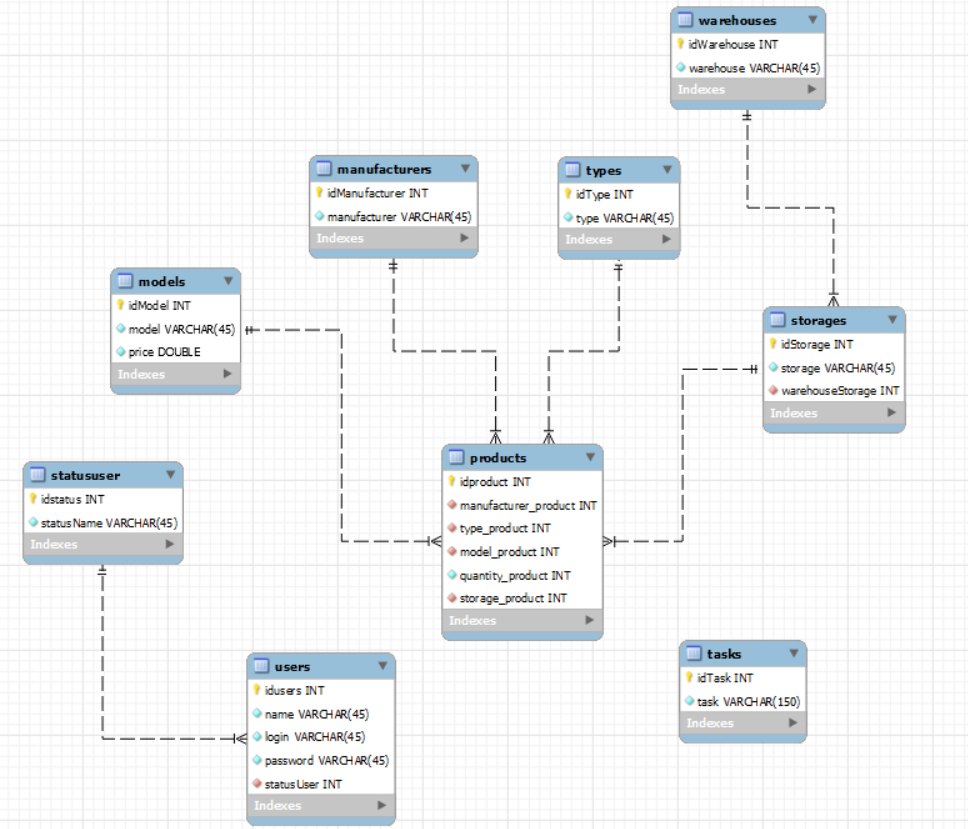 warehouses
idWarehouse INT
warehouse VARCHAR(45)
Indexes
manufacturers
idManufacturer INT
manufacturer VARCHAR(45)
Indexes
types
idType INT
type VARCHAR(45)
Indexes
models
idModel INT
model VARCHAR(45)
price DOUBLE
Indexes
storages
idStorage INT
storage VARCHAR(45)
warehouseStorage INT
Indexes
statususer
idstatus INT
statusName VARCHAR(45)
Indexes
products
idproduct INT
manufacturer_product INT
type_product INT
model_product INT
quantity_product INT
storage_product INT
Indexes
users
idusers INT
name VARCHAR(45)
login VARCHAR(45)
password VARCHAR(45)
statusUser INT
Indexes
tasks
idTask INT
task VARCHAR(150)
Indexes